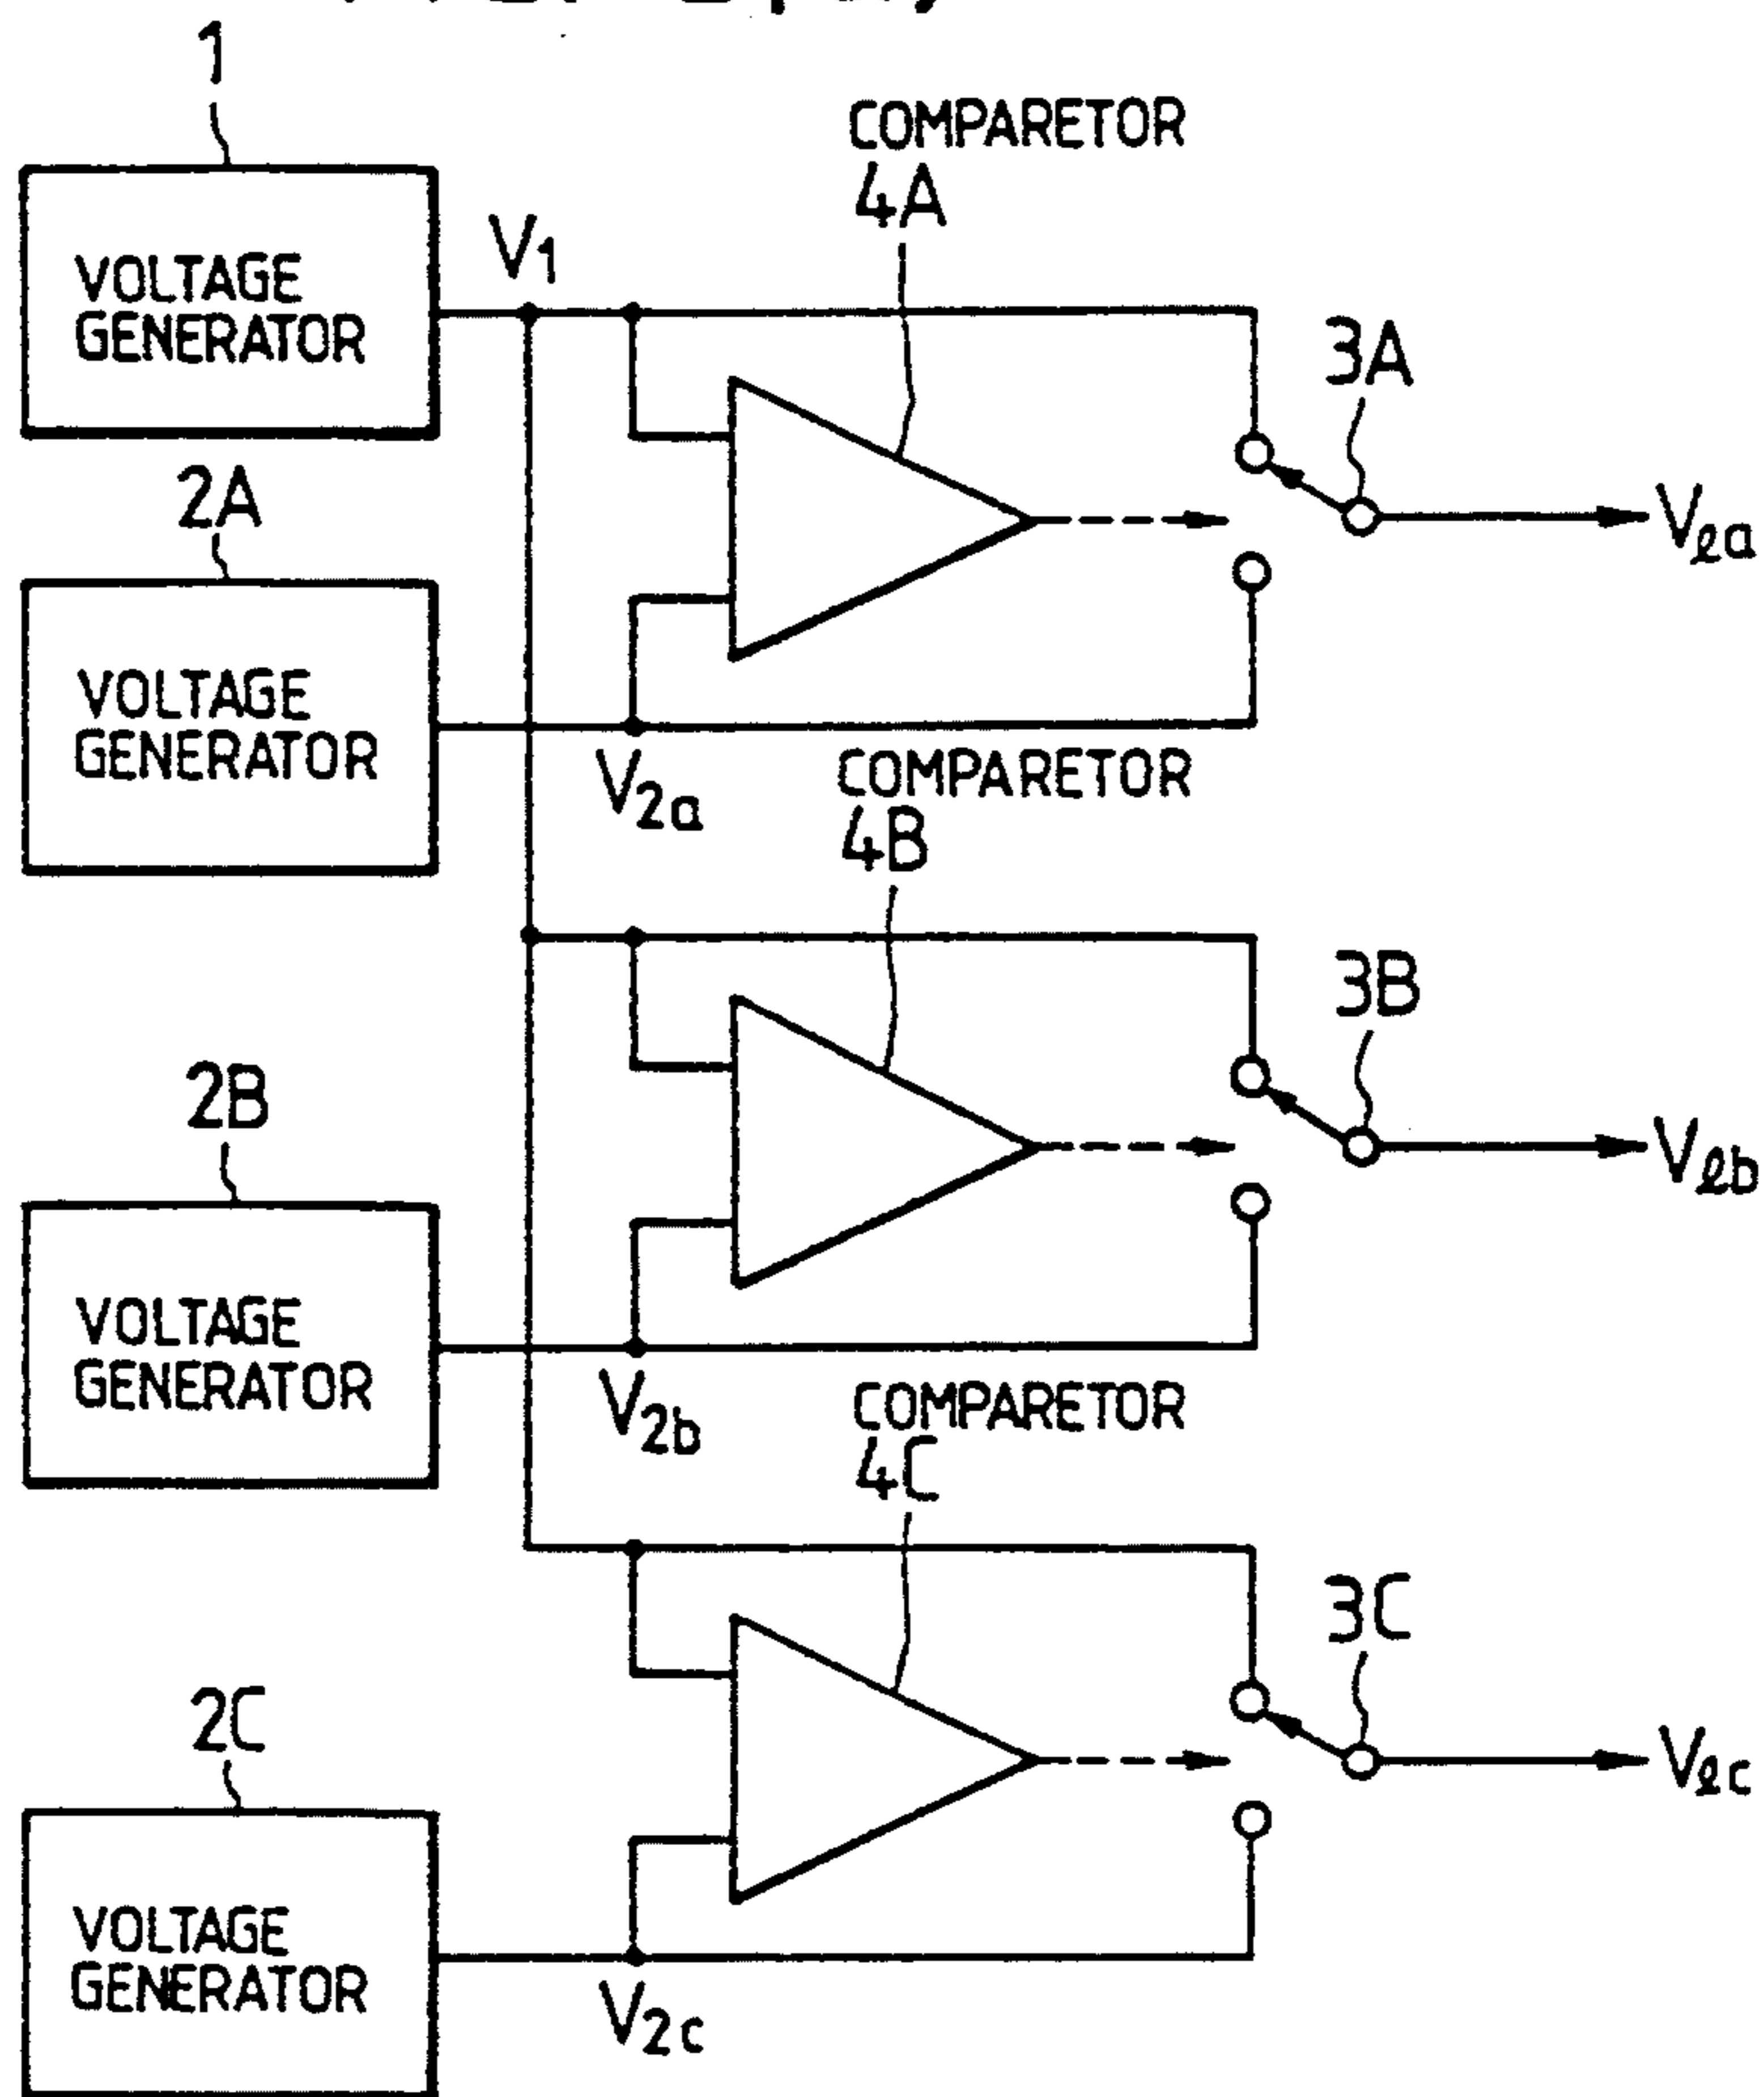 1
COMPARETOR
4A
VOLTAGE
GENERATOR
V1
3A
2A
Vℓa
VOLTAGE
GENERATOR
V2a
COMPARETOR
4B
3B
2B
Vℓb
VOLTAGE
GENERATOR
V2b
COMPARETOR
4C
3C
2C
Vℓc
VOLTAGE
GENERATOR
V2c